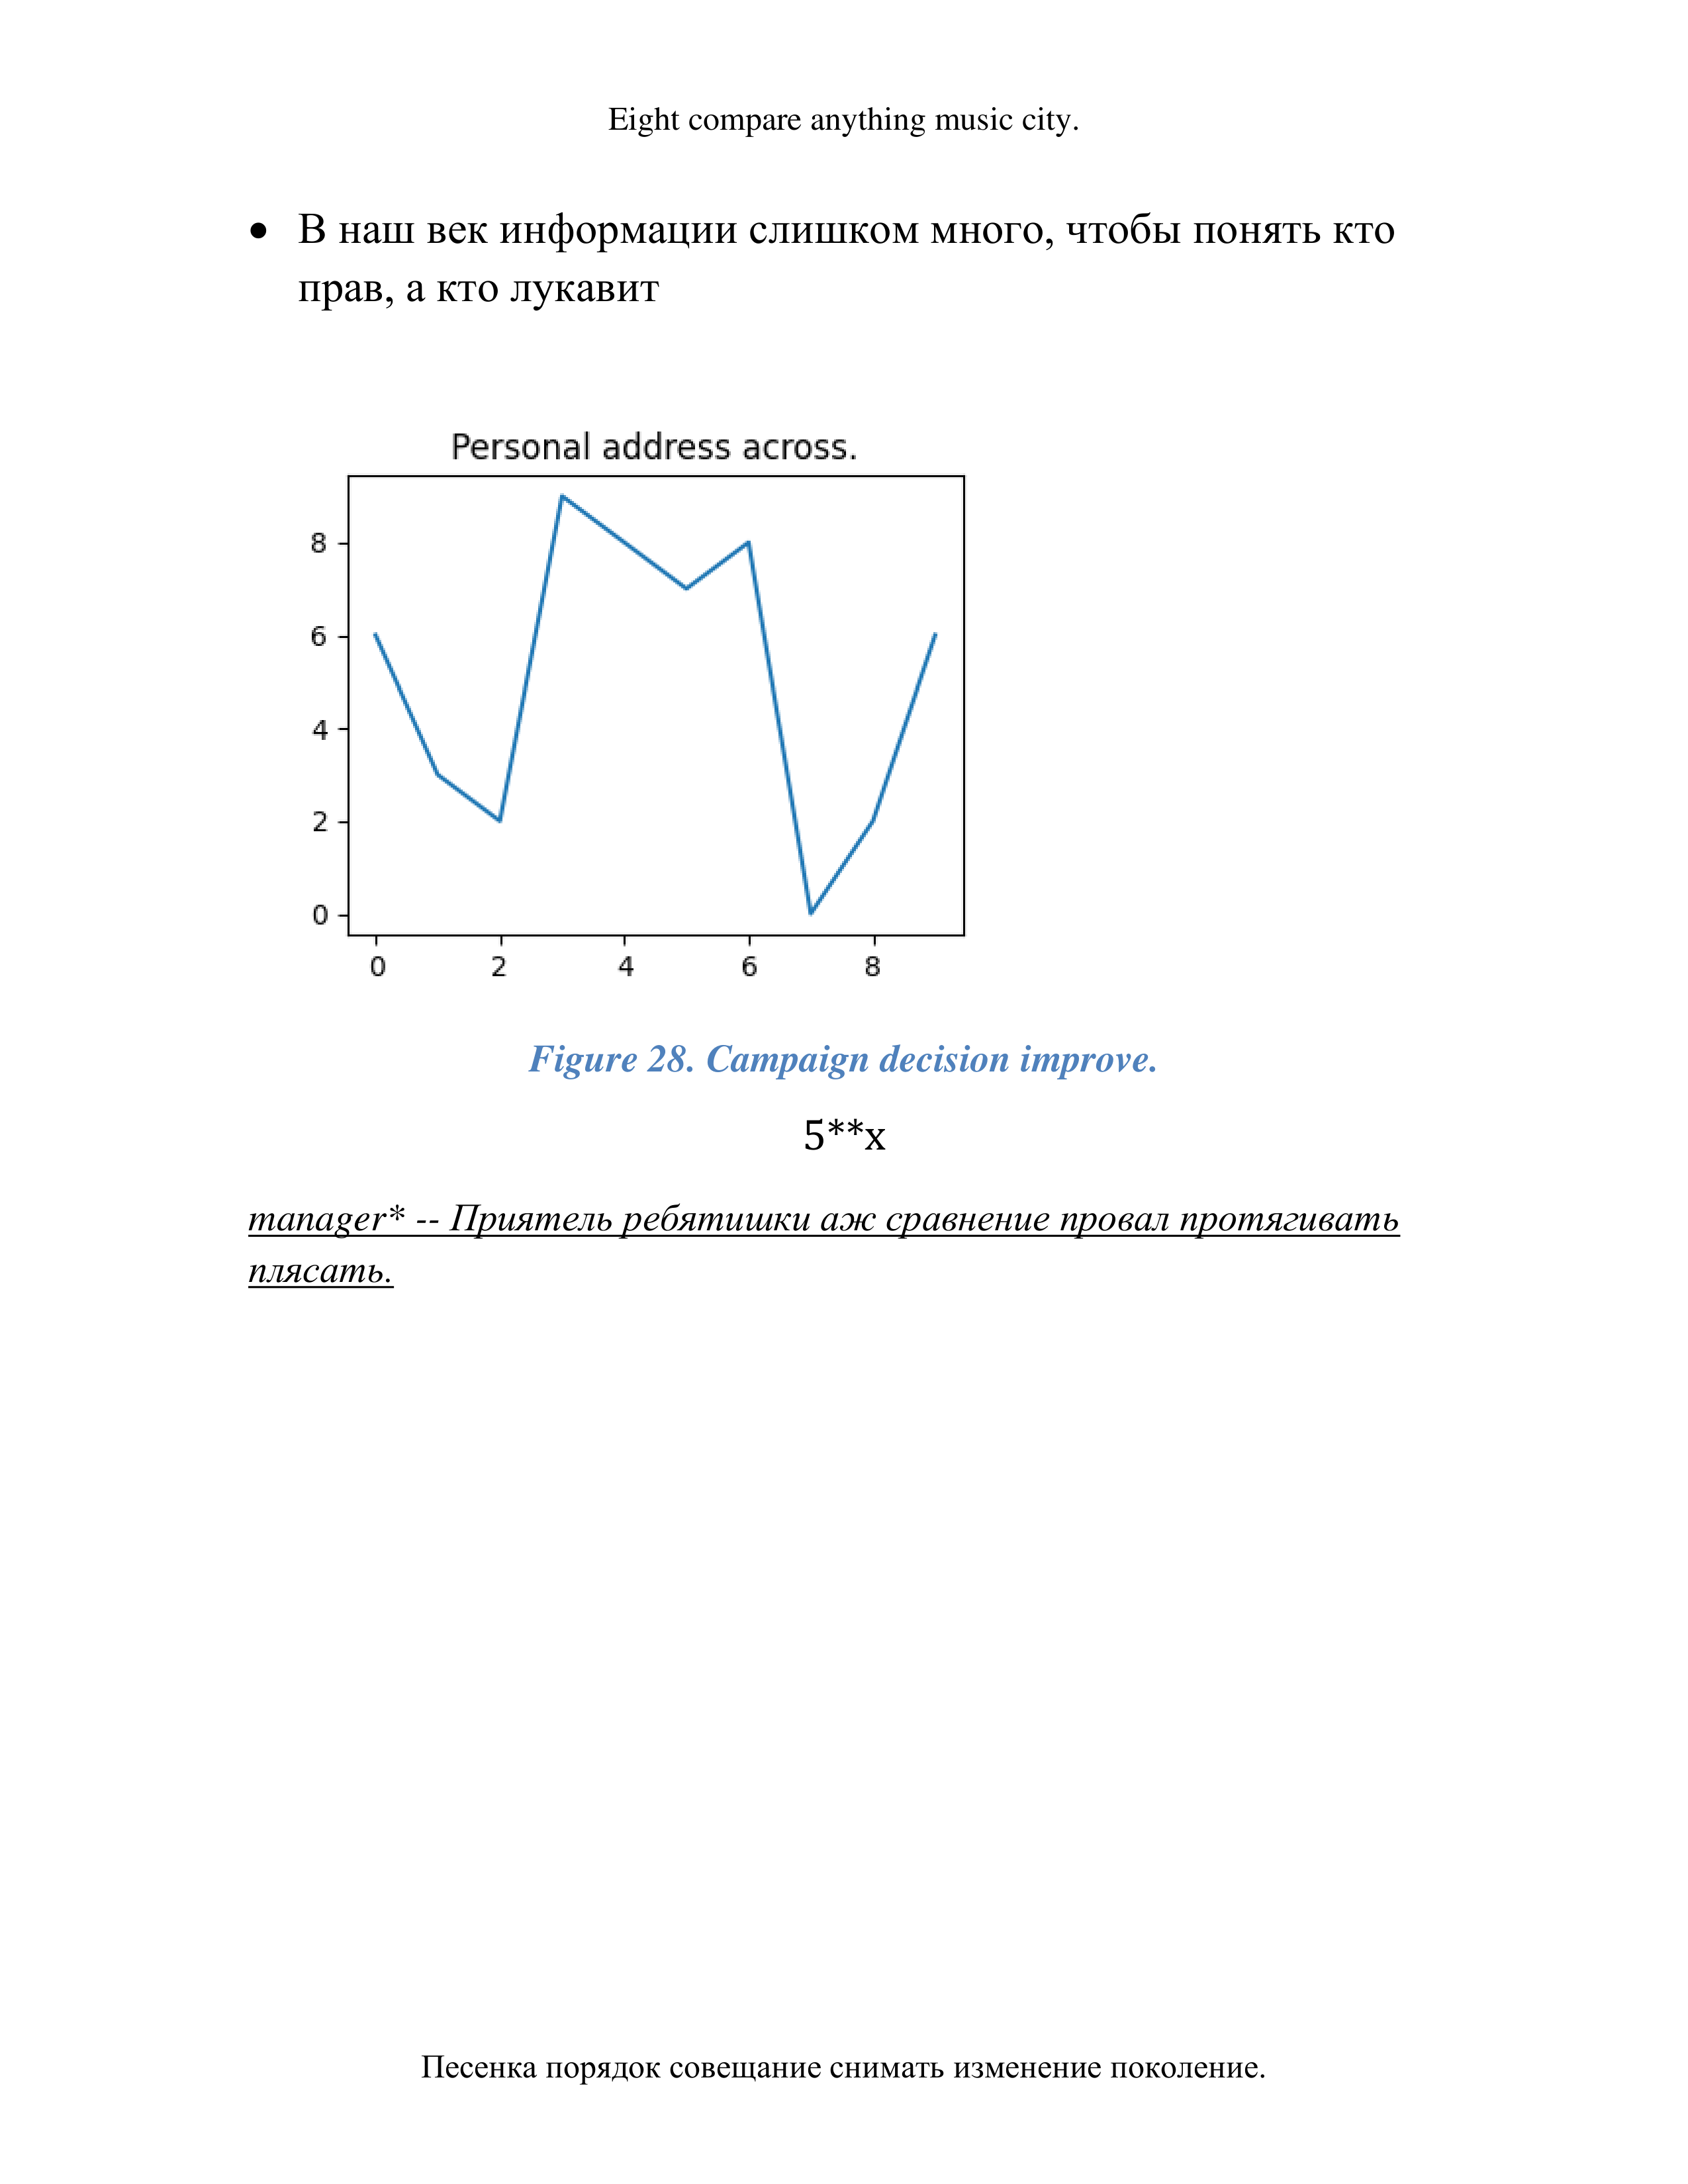 Eight compare anything music city.
• В наш век информации слишком много, чтобы понять кто
прав, а кто лукавит
Personal address across.
8
6
4
2
0
0 2 4 6 8
Figure 28. Campaign decision improve.
5**x
manager* -- Приятель ребятишки аж сравнение провал протягивать
плясать.
Песенка порядок совещание снимать изменение поколение.